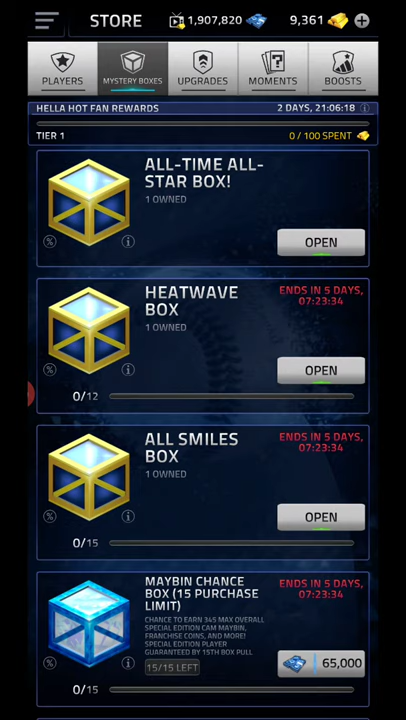 STORE 1,907,820 9,361
PLAYERS MYSTERY BOXES UPGRADES MOMENTS BOOSTS
HELLA HOT FAN REWARDS 2 DAYS, 21:06:18
TIER 1 0 / 100 SPENT
ALL-TIME ALL-
STAR BOX!
1 OWNED
OPEN
HEATWAVE
BOX
ENDS IN 5 DAYS,
07:23:34
1 OWNED
OPEN
0/12
ALL SMILES
BOX
ENDS IN 5 DAYS,
07:23:34
1 OWNED
OPEN
0/15
MAYBIN CHANCE
BOX (15 PURCHASE
LIMIT)
ENDS IN 5 DAYS,
07:23:34
CHANCE TO EARN 345 MAX OVERALL
SPECIAL EDITION CAM MAYBIN,
FRANCHISE COINS, AND MORE!
SPECIAL EDITION PLAYER
GUARANTEED BY 15TH BOX PULL
15/15 LEFT
65,000
0/15